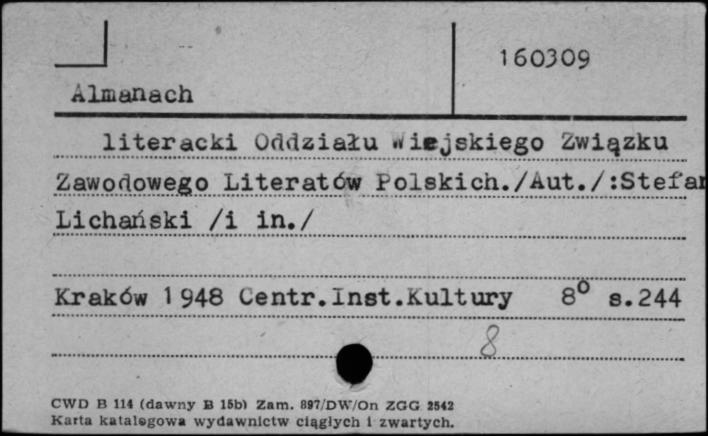 160309
Almanach
literacki Oddziału Wiejskiego Związku
Zawodowego Literatów Polskich./Aut./:Stefan
Lichański /i in./
Kraków 1948 Centr.Inst.Kultury 8⁰ s.244
8
CWD B 114 (dawny B 15b) Zam. 897/DW/On ZGG 2542
Karta katalogowa wydawnictw ciągłych i zwartych.